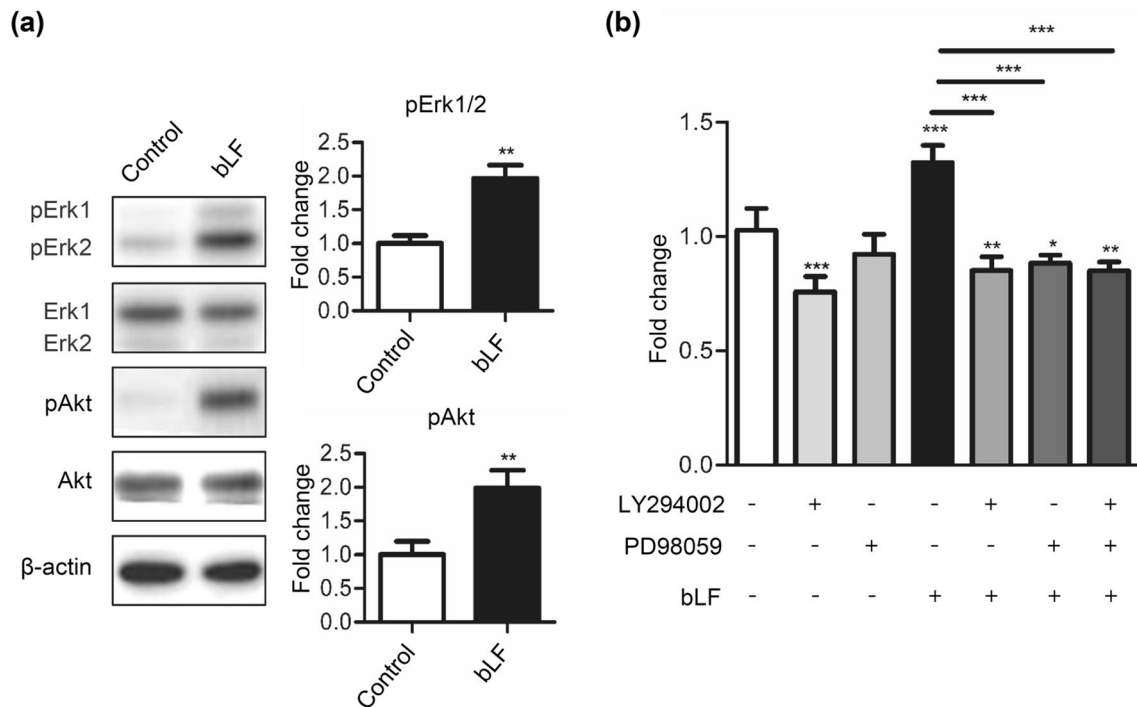 (a)
Control
bLF
pErk1
pErk2
Erk1
Erk2
pAkt
Akt
β-actin
pErk1/2
Fold change
2.5
2.0
1.5
1.0
0.5
0.0
**
Control
bLF
pAkt
Fold change
2.5
2.0
1.5
1.0
0.5
0.0
**
Control
bLF
(b)
***
***
***
Fold change
1.5
1.0
0.5
0.0
*** *** ** * **
LY294002 - + - - + - +
PD98059 - - + - - + +
bLF - - - + + + +